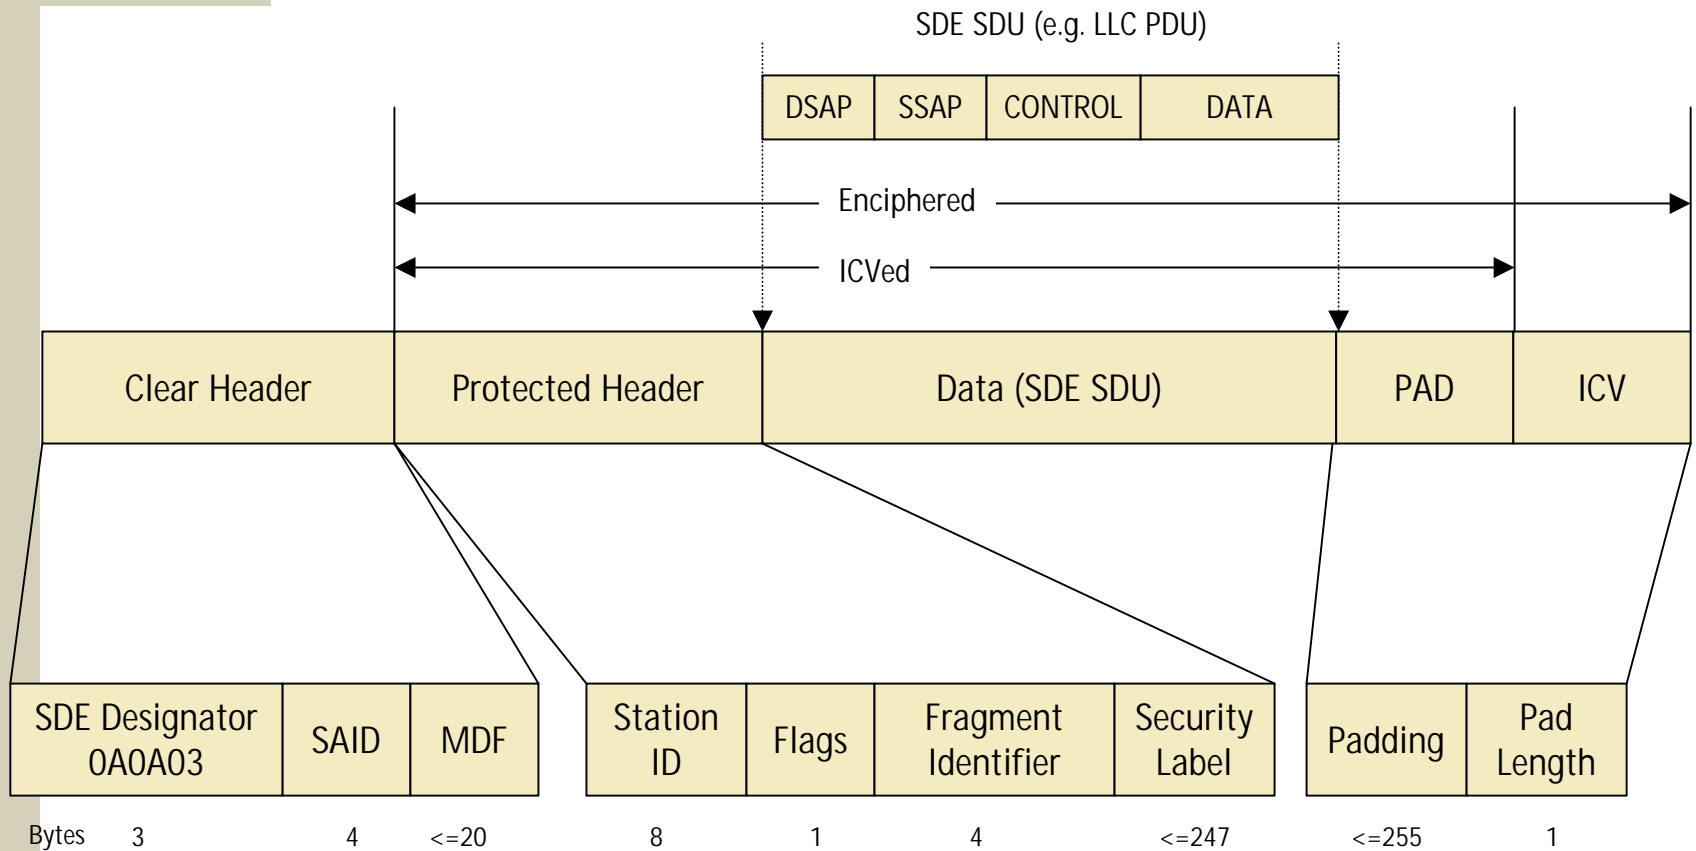 SDE SDU (e.g. LLC PDU)
DSAP SSAP CONTROL DATA
Enciphered
ICVed
Clear Header Protected Header Data (SDE SDU) PAD ICV
SDE Designator
0A0A03
SAID
MDF
Station
ID
Flags
Fragment
Identifier
Security
Label
Padding
Pad
Length
Bytes 3 4 <=20 8 1 4 <=247 <=255 1